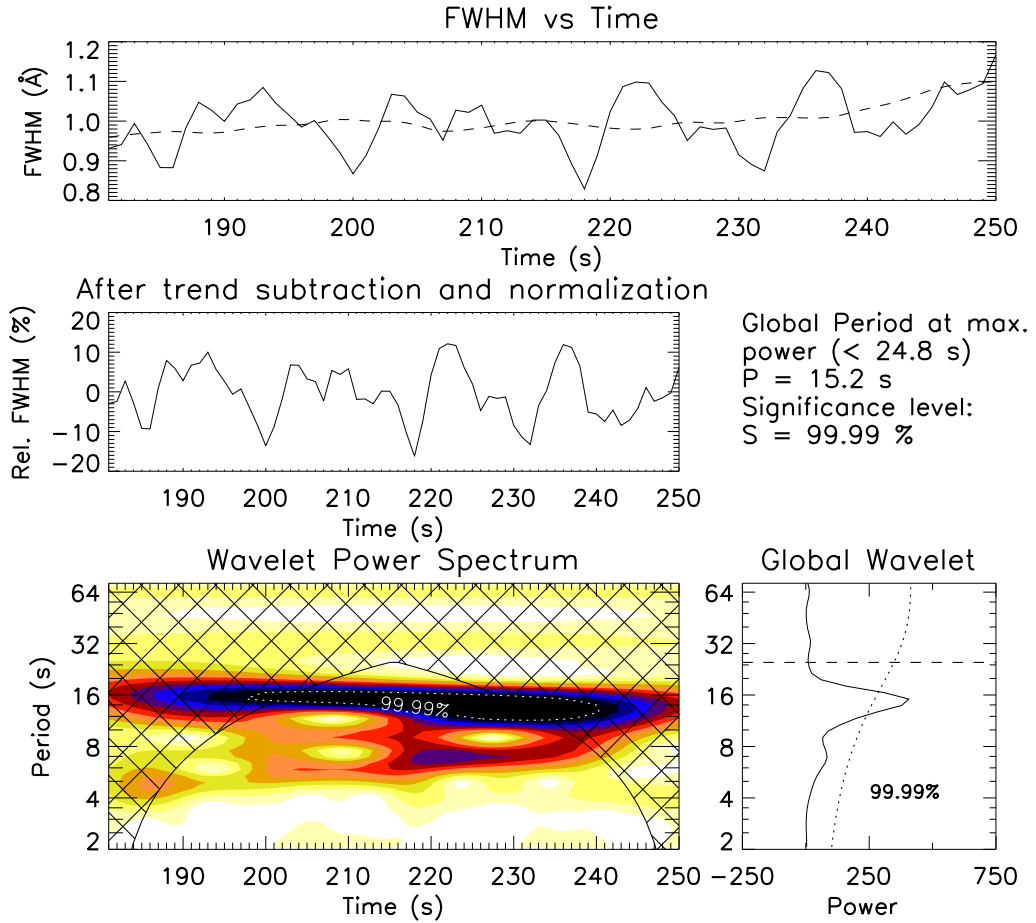 FWHM vs Time
1.2
1.1
1.0
0.9
0.8
FWHM (Å)
190 200 210 220 230 240 250
Time (s)
After trend subtraction and normalization
20
10
0
−10
−20
Rel. FWHM (%)
190 200 210 220 230 240 250
Time (s)
Global Period at max.
power (< 24.8 s)
P = 15.2 s
Significance level:
S = 99.99 %
Wavelet Power Spectrum
64
32
16
8
4
2
Period (s)
99.99%
190 200 210 220 230 240 250
Time (s)
Global Wavelet
64
32
16
8
4
2
99.99%
−250 250 750
Power